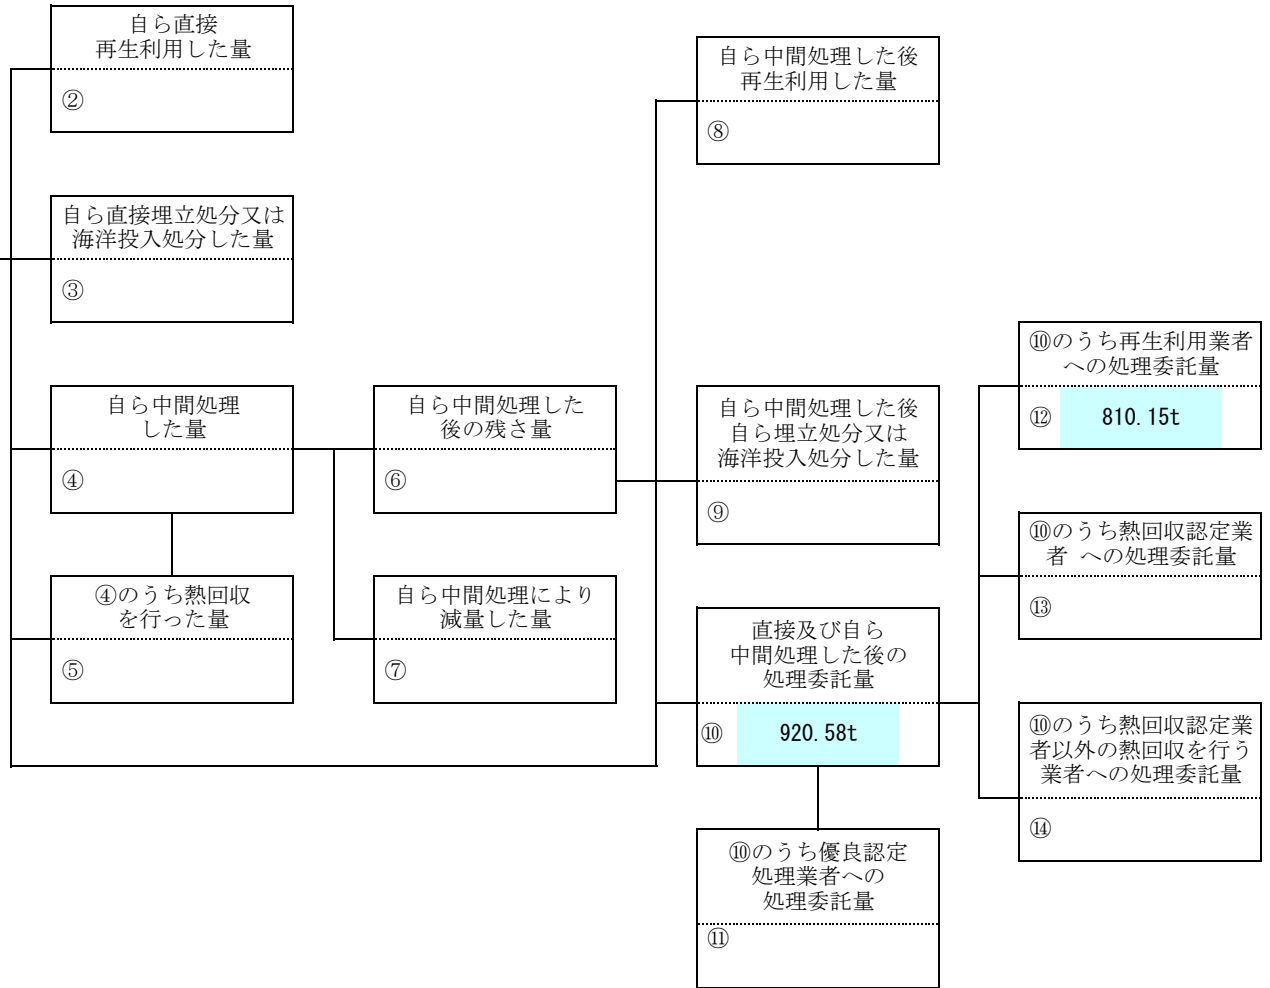 自ら直接
再生利用した量
②
自ら直接埋立処分又は
海洋投入処分した量
③
自ら中間処理
した量
④
④のうち熱回収
を行った量
⑤
自ら中間処理した
後の残さ量
⑥
自ら中間処理により
減量した量
⑦
自ら中間処理した後
再生利用した量
⑧
自ら中間処理した後
自ら埋立処分又は
海洋投入処分した量
⑨
直接及び自ら
中間処理した後の
処理委託量
⑩ 920.58t
⑩のうち優良認定
処理業者への
処理委託量
⑪
⑩のうち再生利用業者
への処理委託量
⑫ 810.15t
⑩のうち熱回収認定業
者 への処理委託量
⑬
⑩のうち熱回収認定業
者以外の熱回収を行う
業者への処理委託量
⑭